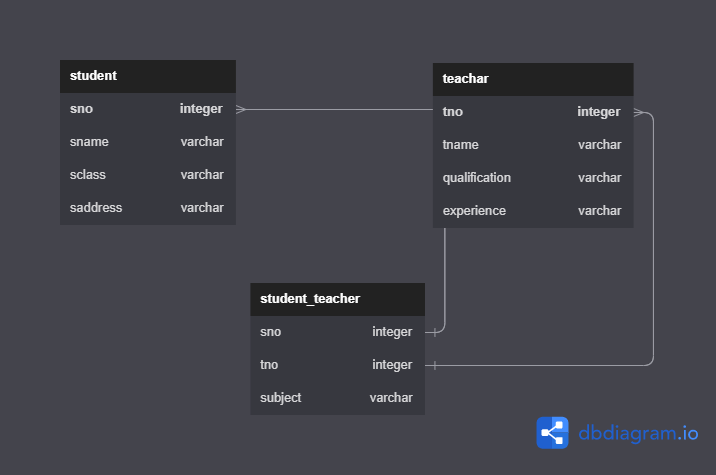 student
sno integer
sname varchar
sclass varchar
saddress varchar
teachar
tno integer
tname varchar
qualification varchar
experience varchar
student_teacher
sno integer
tno integer
subject varchar
dbdiagram.io